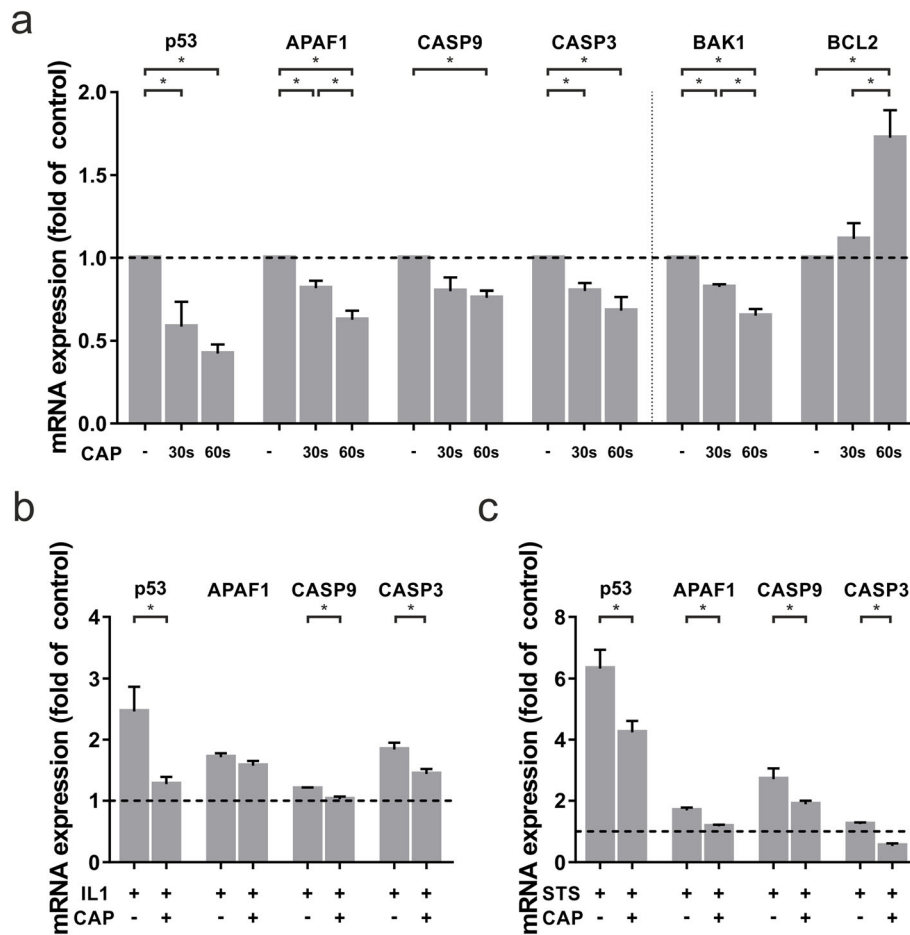 a
p53 APAF1 CASP9 CASP3 BAK1 BCL2
* * * * * *
* * * * * * * *
mRNA expression (fold of control)
2.0
1.5
1.0
0.5
0.0
CAP - 30s 60s - 30s 60s - 30s 60s - 30s 60s - 30s 60s - 30s 60s
b
p53 APAF1 CASP9 CASP3
* * *
mRNA expression (fold of control)
4
3
2
1
0
IL1 + + + + + + + +
CAP - + - + - + - +
c
p53 APAF1 CASP9 CASP3
* * * *
mRNA expression (fold of control)
8
6
4
2
0
STS + + + + + + + +
CAP - + - + - + - +